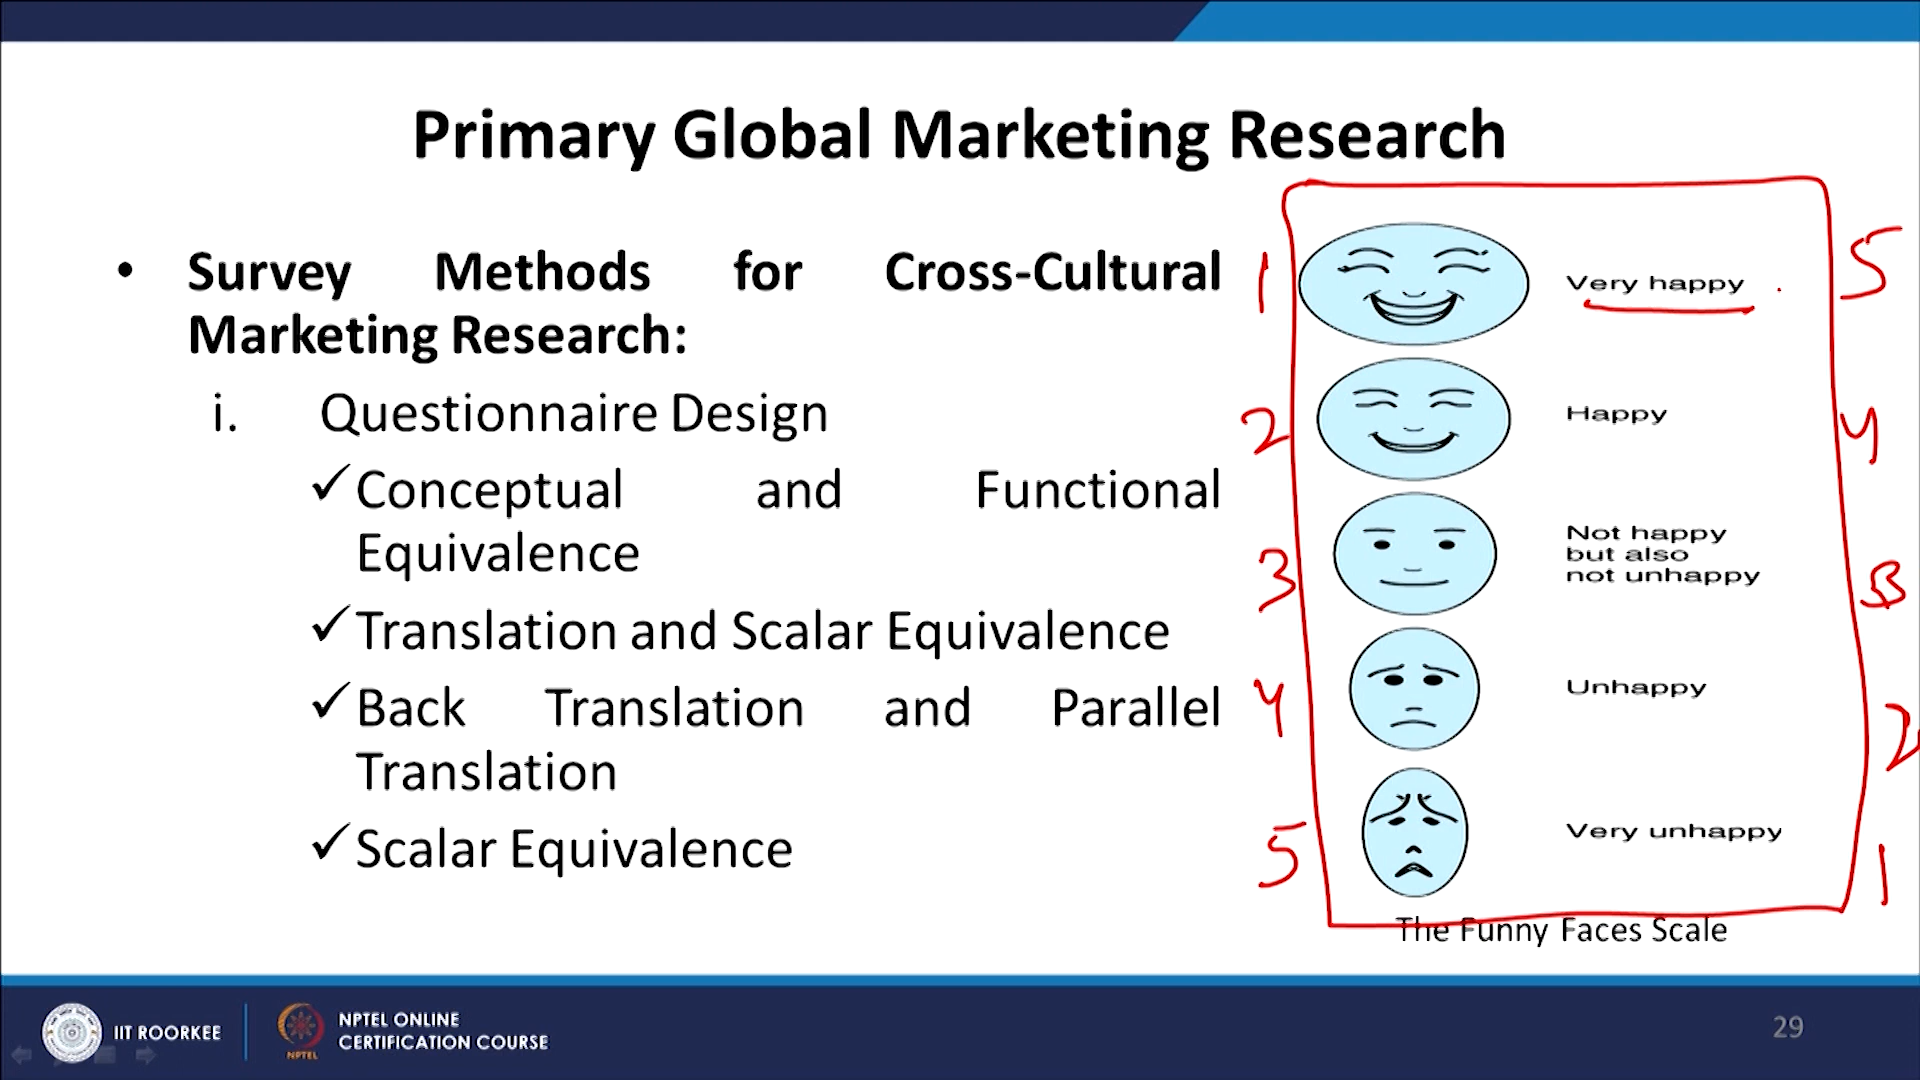 Primary Global Marketing Research
• Survey Methods for Cross-Cultural
Marketing Research:
i. Questionnaire Design
✓Conceptual and Functional
Equivalence
✓Translation and Scalar Equivalence
✓Back Translation and Parallel
Translation
✓Scalar Equivalence
1 Very happy 5
2 Happy 4
3 Not happy
but also
not unhappy 3
4 Unhappy 2
5 Very unhappy 1
The Funny Faces Scale
IIT ROORKEE
NPTEL
NPTEL ONLINE
CERTIFICATION COURSE
29